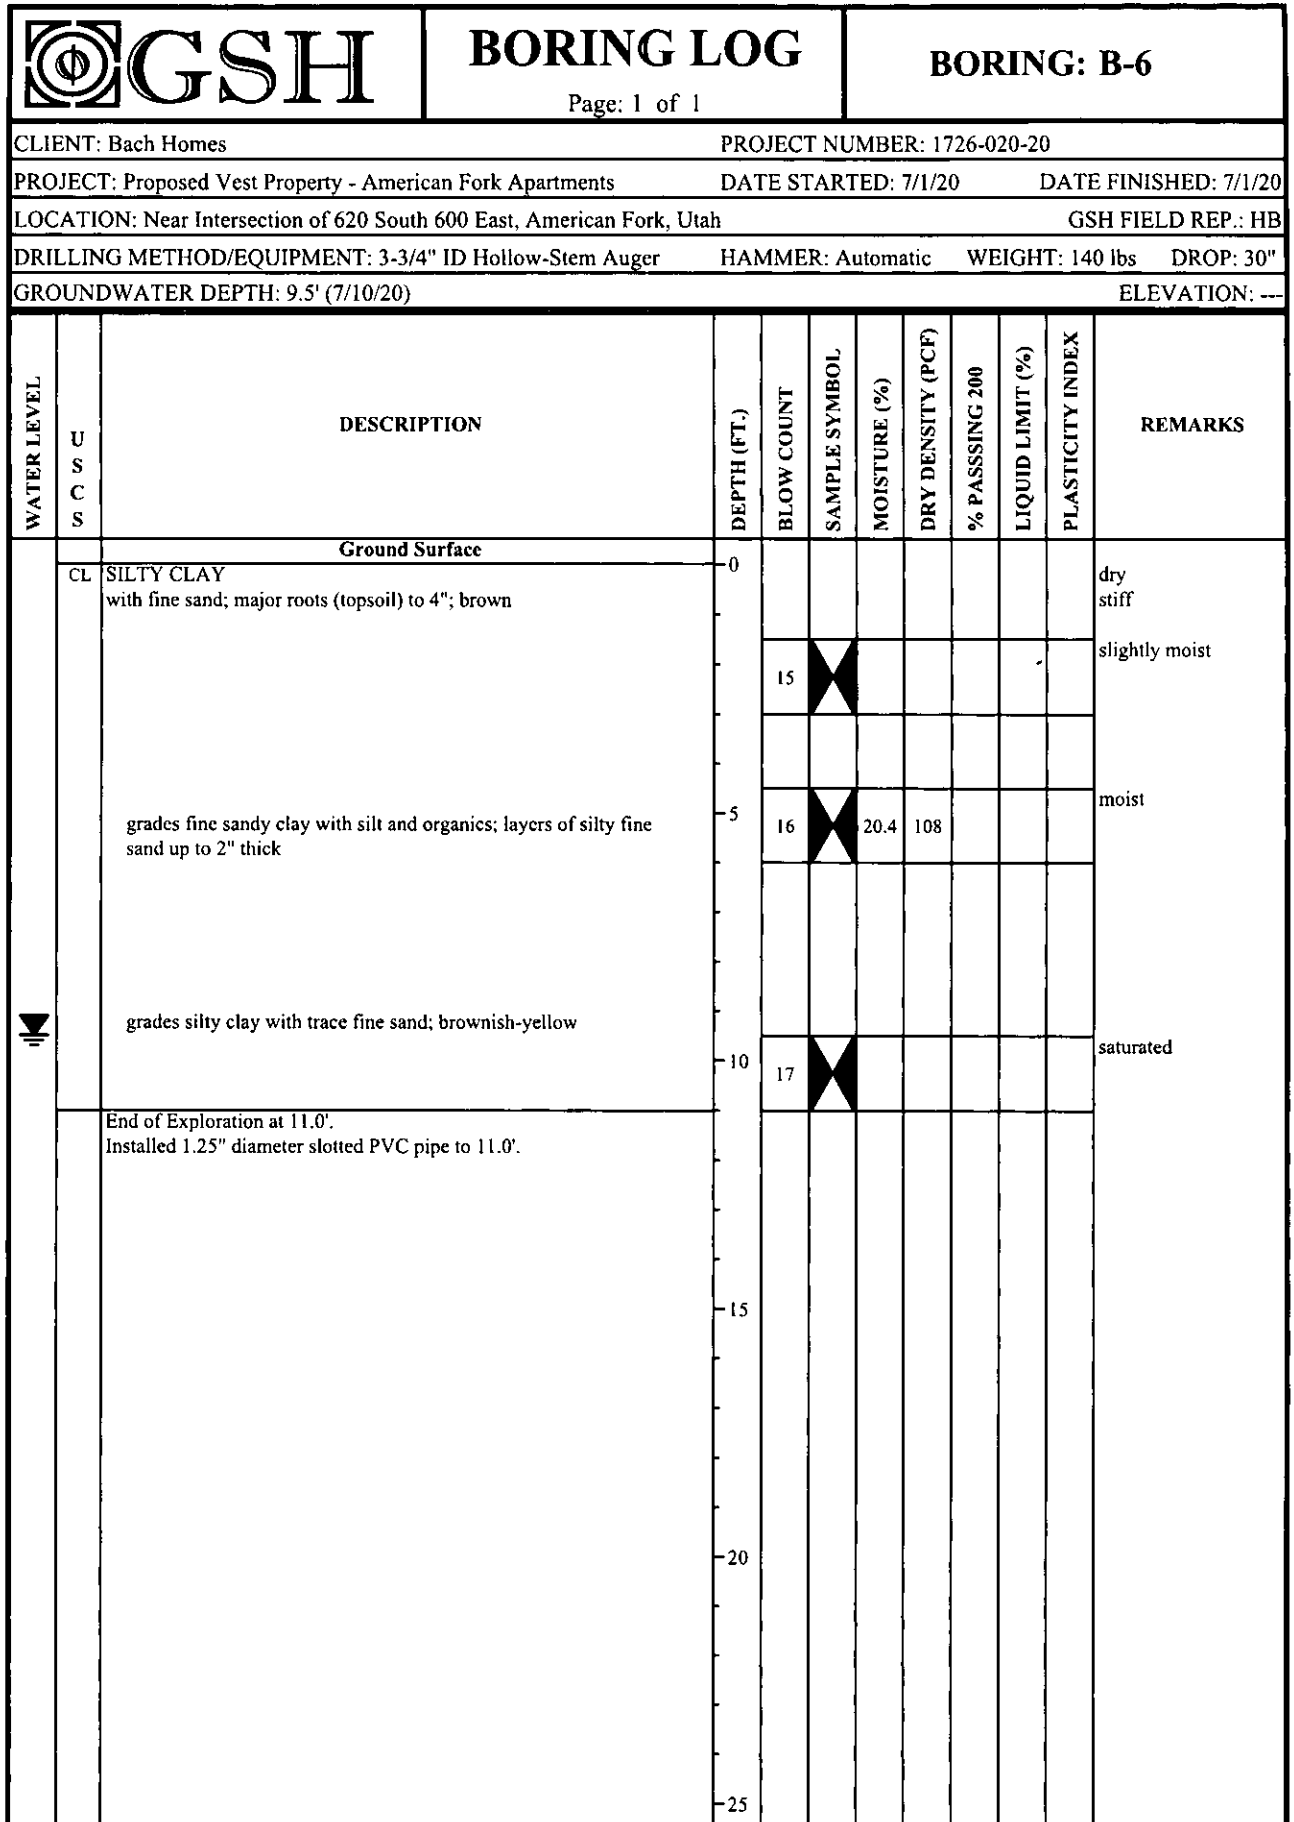 GSH
BORING LOG
Page: 1 of 1
BORING: B-6
CLIENT: Bach Homes PROJECT NUMBER: 1726-020-20
PROJECT: Proposed Vest Property - American Fork Apartments DATE STARTED: 7/1/20 DATE FINISHED: 7/1/20
LOCATION: Near Intersection of 620 South 600 East, American Fork, Utah GSH FIELD REP.: HB
DRILLING METHOD/EQUIPMENT: 3-3/4" ID Hollow-Stem Auger HAMMER: Automatic WEIGHT: 140 lbs DROP: 30"
GROUNDWATER DEPTH: 9.5' (7/10/20) ELEVATION: ---
WATER LEVEL
U
S
C
S
DESCRIPTION
DEPTH (FT.)
BLOW COUNT
SAMPLE SYMBOL
MOISTURE (%)
DRY DENSITY (PCF)
% PASSING 200
LIQUID LIMIT (%)
PLASTICITY INDEX
REMARKS
Ground Surface
0
CL SILTY CLAY dry
with fine sand; major roots (topsoil) to 4"; brown stiff
slightly moist
15
moist
5
grades fine sandy clay with silt and organics; layers of silty fine 16 20.4 108
sand up to 2" thick
grades silty clay with trace fine sand; brownish-yellow
saturated
10
17
End of Exploration at 11.0'.
Installed 1.25" diameter slotted PVC pipe to 11.0'.
15
20
25